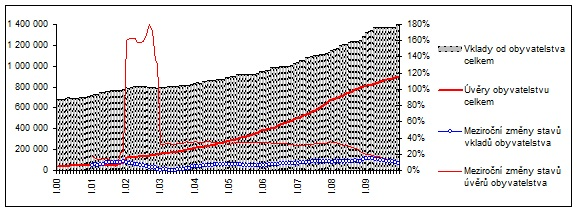 1 400 000
1 200 000
1 000 000
800 000
600 000
400 000
200 000
0
180%
160%
140%
120%
100%
80%
60%
40%
20%
0%
I.00
I.01
I.02
I.03
I.04
I.05
I.06
I.07
I.08
I.09
Vklady od obyvatelstva
celkem
Úvěry obyvatelstvu
celkem
Meziroční změny stavů
vkladů obyvatelstva
Meziroční změny stavů
úvěrů obyvatelstva